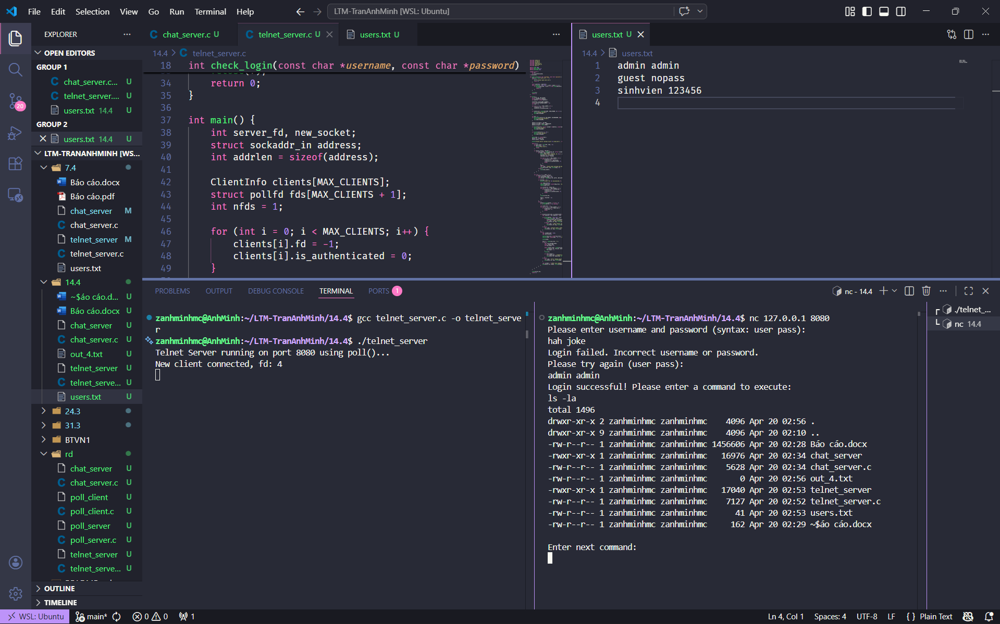 File Edit Selection View Go Run Terminal Help
LTM-TranAnhMinh [WSL: Ubuntu]
EXPLORER
OPEN EDITORS
GROUP 1
chat_server.c... U
telnet_server.... U
users.txt 14.4 U
GROUP 2
users.txt 14.4 U
LTM-TRANANHMINH [WS...
7.4
Báo cáo.docx
Báo cáo.pdf
chat_server M
chat_server.c
telnet_server M
telnet_server.c
users.txt
14.4
~$áo cáo.d... U
Báo cáo.docx U
chat_server U
chat_server.c U
out_4.txt U
telnet_server U
telnet_serve... U
users.txt U
24.3
31.3
BTVN1
rd
chat_server U
chat_server.c U
poll_client U
poll_client.c U
poll_server U
poll_server.c U
telnet_server U
telnet_serve... U
OUTLINE
TIMELINE
20
chat_server.c U
telnet_server.c U
users.txt U
14.4 > telnet_server.c
18 int check_login(const char *username, const char *password)
34 return 0;
35 }
36
37 int main() {
38 int server_fd, new_socket;
39 struct sockaddr_in address;
40 int addrlen = sizeof(address);
41
42 ClientInfo clients[MAX_CLIENTS];
43 struct pollfd fds[MAX_CLIENTS + 1];
44 int nfds = 1;
45
46 for (int i = 0; i < MAX_CLIENTS; i++) {
47 clients[i].fd = -1;
48 clients[i].is_authenticated = 0;
49 }
users.txt U
14.4 > users.txt
1 admin admin
2 guest nopass
3 sinhvien 123456
4
PROBLEMS OUTPUT DEBUG CONSOLE TERMINAL PORTS 1
nc - 14.4
zanhminhmc@AnhMinh:~/LTM-TranAnhMinh/14.4$ gcc telnet_server.c -o telnet_serve
r
zanhminhmc@AnhMinh:~/LTM-TranAnhMinh/14.4$ ./telnet_server
Telnet Server running on port 8080 using poll()...
New client connected, fd: 4
zanhminhmc@AnhMinh:~/LTM-TranAnhMinh/14.4$ nc 127.0.0.1 8080
Please enter username and password (syntax: user pass):
hah joke
Login failed. Incorrect username or password.
Please try again (user pass):
admin admin
Login successful! Please enter a command to execute:
ls -la
total 1496
drwxr-xr-x 2 zanhminhmc zanhminhmc 4096 Apr 20 02:56 .
drwxr-xr-x 9 zanhminhmc zanhminhmc 4096 Apr 20 02:10 ..
-rw-r--r-- 1 zanhminhmc zanhminhmc 1456606 Apr 20 02:28 Báo cáo.docx
-rwxr-xr-x 1 zanhminhmc zanhminhmc 16976 Apr 20 02:34 chat_server
-rw-r--r-- 1 zanhminhmc zanhminhmc 5628 Apr 20 02:34 chat_server.c
-rw-r--r-- 1 zanhminhmc zanhminhmc 0 Apr 20 02:56 out_4.txt
-rwxr-xr-x 1 zanhminhmc zanhminhmc 17040 Apr 20 02:53 telnet_server
-rw-r--r-- 1 zanhminhmc zanhminhmc 7127 Apr 20 02:52 telnet_server.c
-rw-r--r-- 1 zanhminhmc zanhminhmc 41 Apr 20 02:53 users.txt
-rw-r--r-- 1 zanhminhmc zanhminhmc 162 Apr 20 02:29 ~$áo cáo.docx
Enter next command:
./telnet_...
nc 14.4
WSL: Ubuntu main* 0 0 1
Ln 4, Col 1 Spaces: 4 UTF-8 LF { } Plain Text